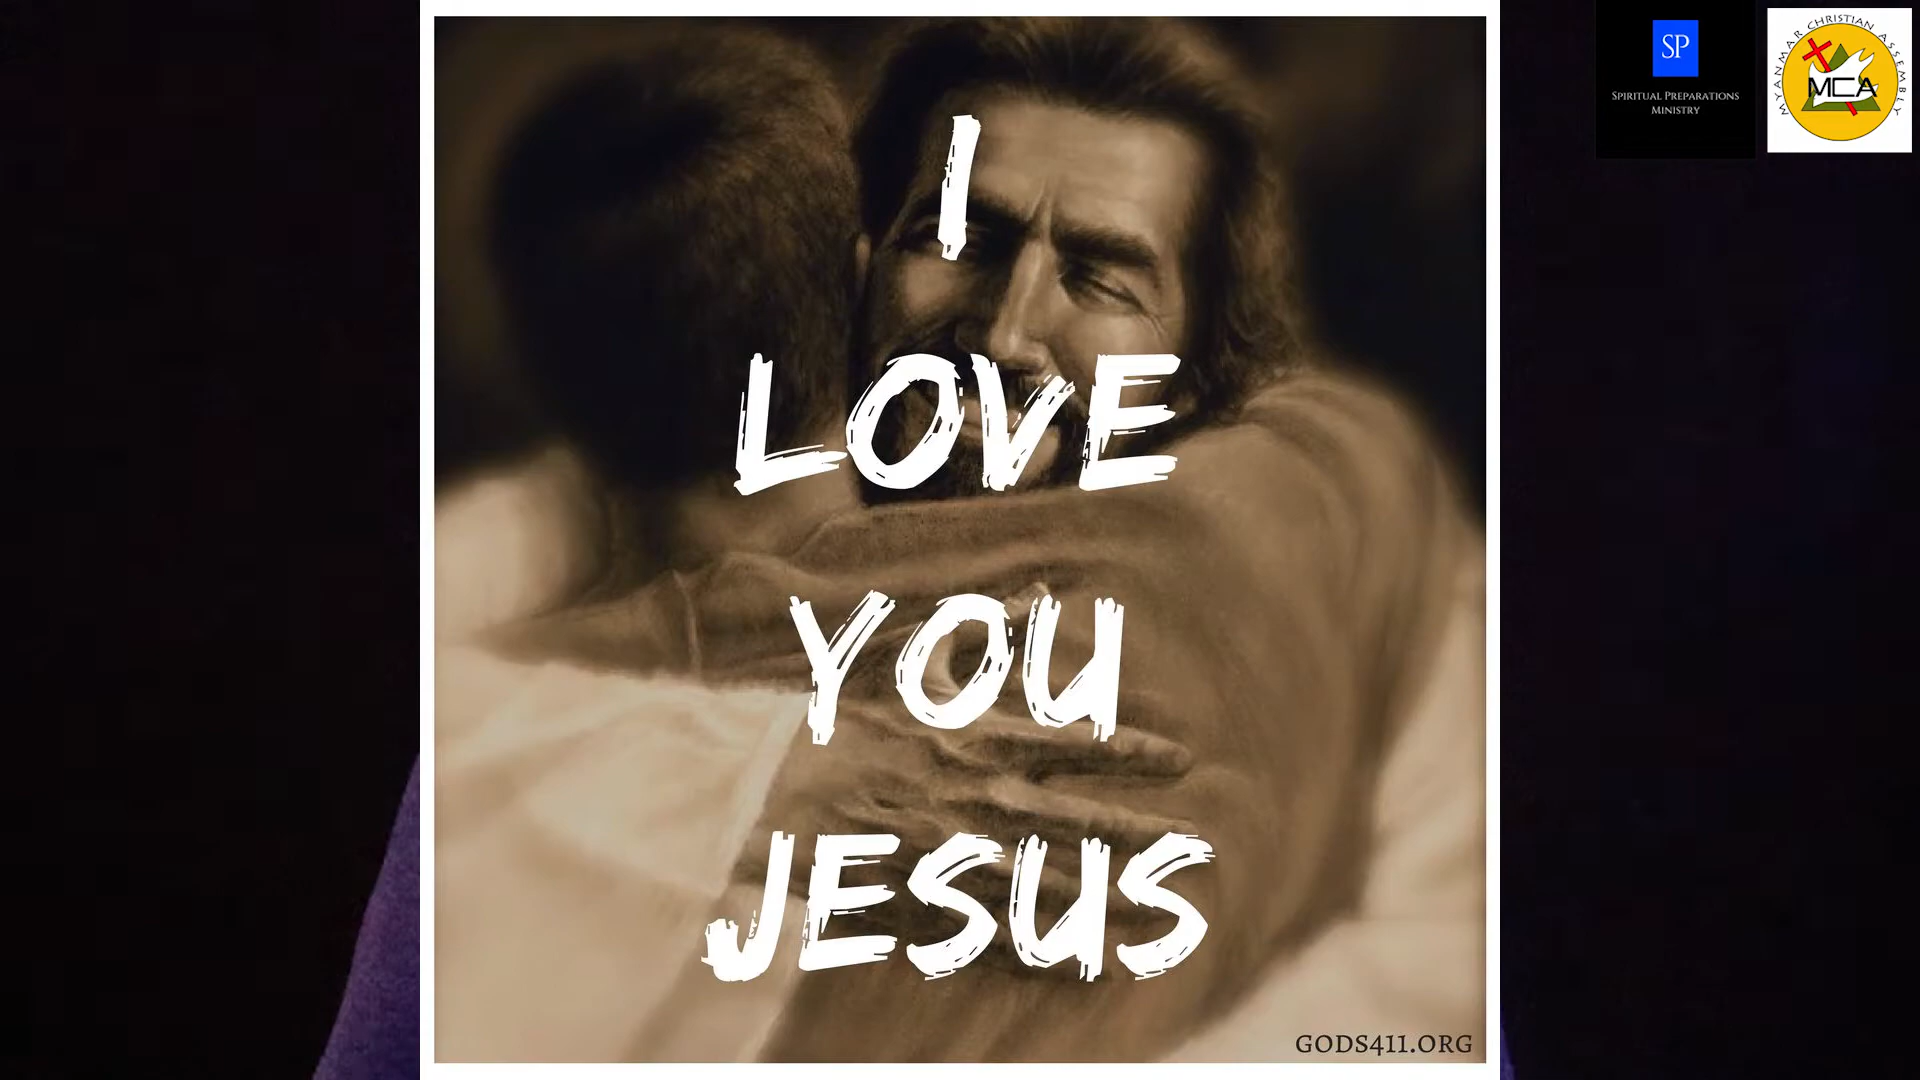 I
LOVE
YOU
JESUS
GODS411.ORG
SP
SPIRITUAL PREPARATIONS
MINISTRY
MYANMAR CHRISTIAN ASSEMBLY
MCA